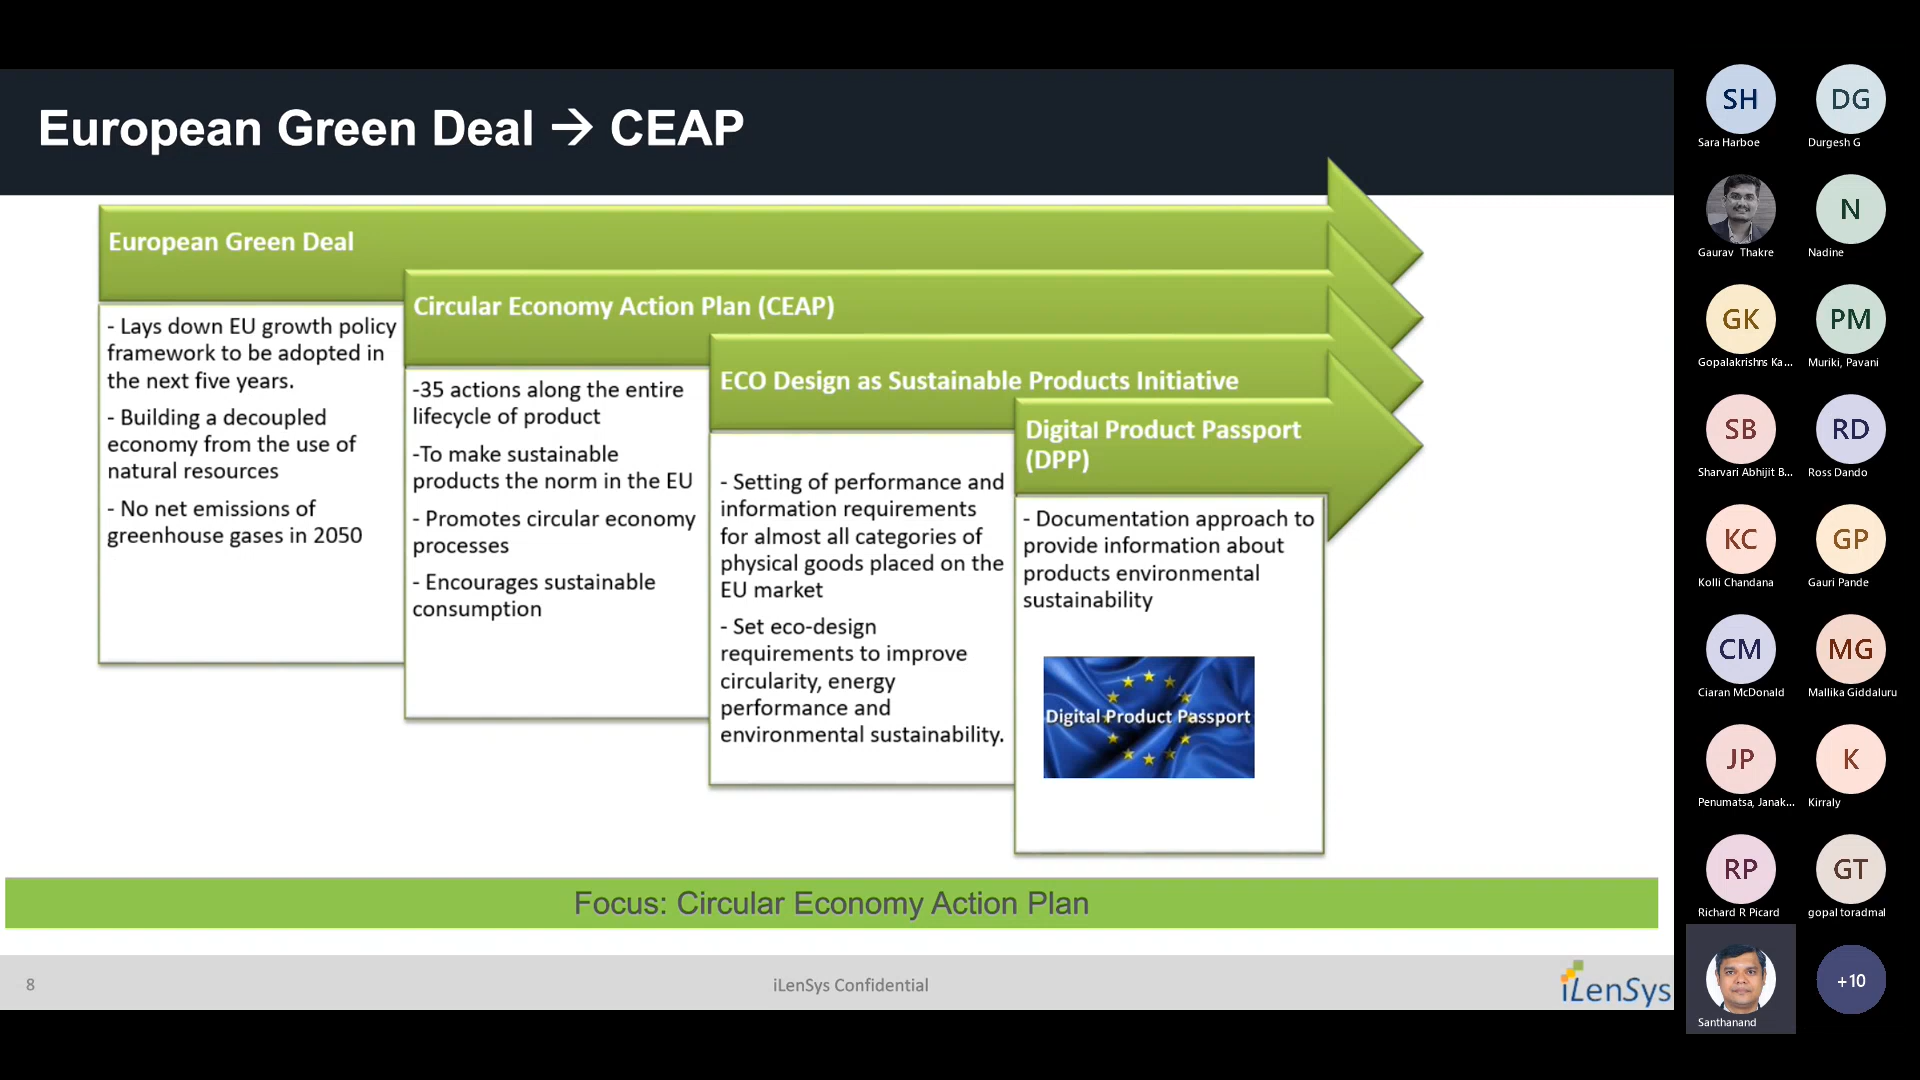 European Green Deal → CEAP
European Green Deal
- Lays down EU growth policy
framework to be adopted in
the next five years.
- Building a decoupled
economy from the use of
natural resources
- No net emissions of
greenhouse gases in 2050
Circular Economy Action Plan (CEAP)
-35 actions along the entire
lifecycle of product
-To make sustainable
products the norm in the EU
- Promotes circular economy
processes
- Encourages sustainable
consumption
ECO Design as Sustainable Products Initiative
- Setting of performance and
information requirements
for almost all categories of
physical goods placed on the
EU market
- Set eco-design
requirements to improve
circularity, energy
performance and
environmental sustainability.
Digital Product Passport
(DPP)
- Documentation approach to
provide information about
products environmental
sustainability
Digital Product Passport
Focus: Circular Economy Action Plan
8
iLenSys Confidential
iLenSys
SH
Sara Harboe
DG
Durgesh G
Gaurav Thakre
N
Nadine
GK
Gopalakrishns Ka...
PM
Muriki, Pavani
SB
Sharvari Abhijit B...
RD
Ross Dando
KC
Kolli Chandana
GP
Gauri Pande
CM
Ciaran McDonald
MG
Mallika Giddaluru
JP
Penumatsa, Janak...
K
Kirraly
RP
Richard R Picard
GT
gopal toradmal
Santhanand
+10